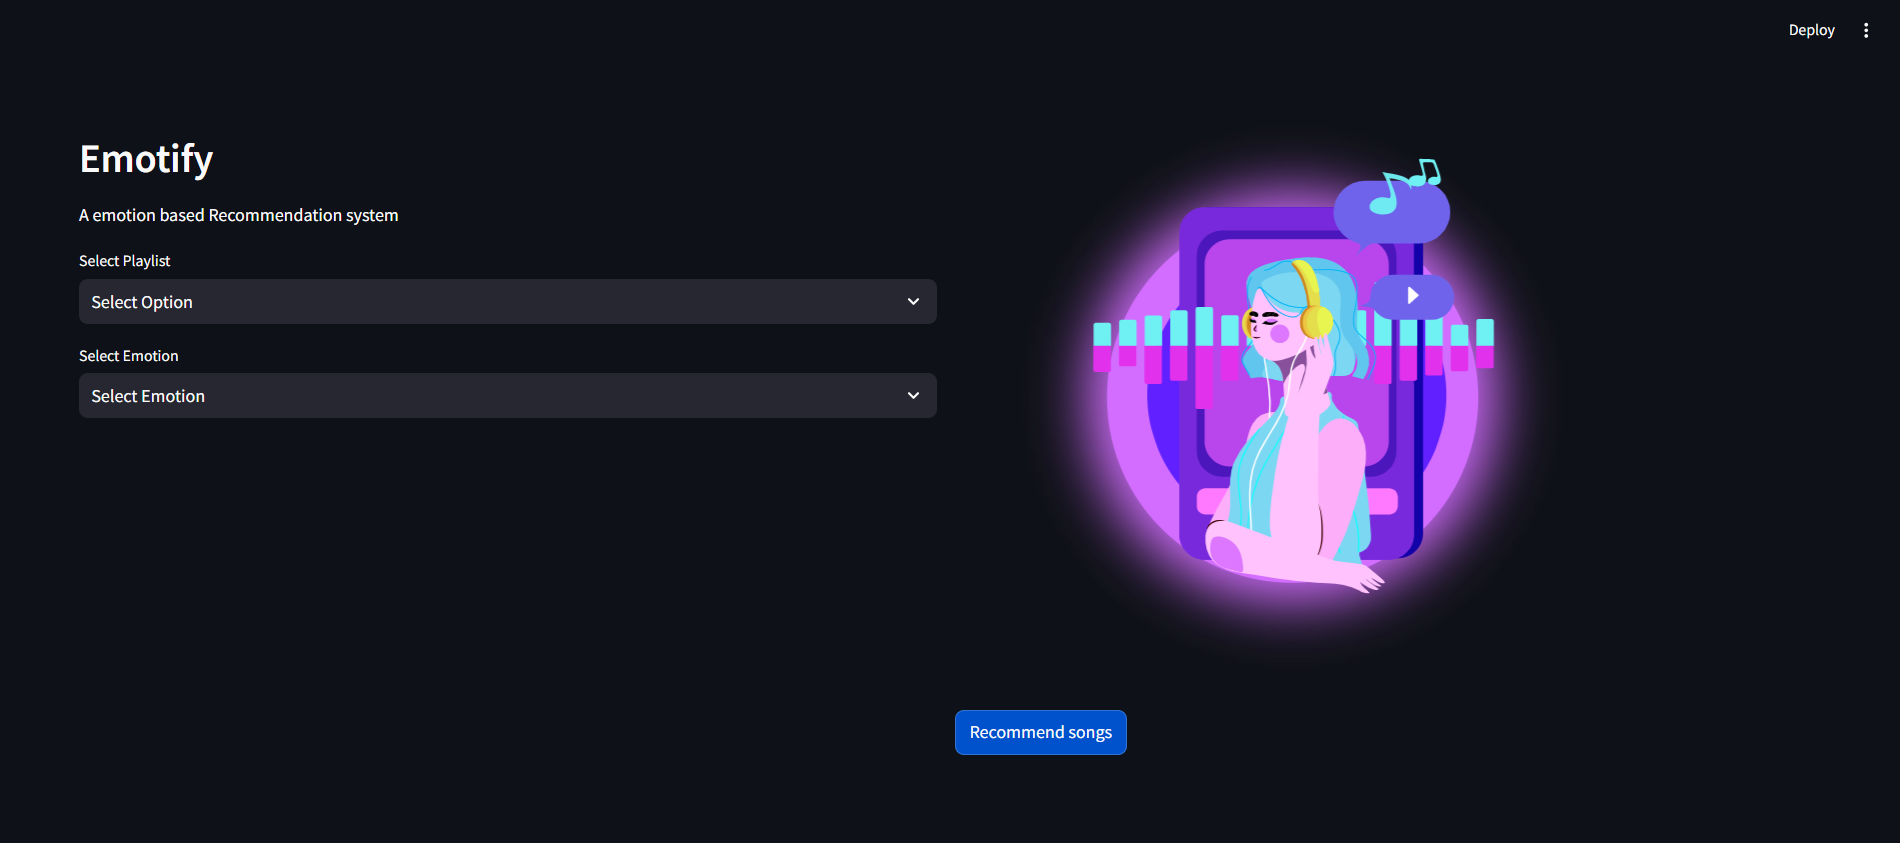 Deploy
Emotify
A emotion based Recommendation system
Select Playlist
Select Option
Select Emotion
Select Emotion
Recommend songs